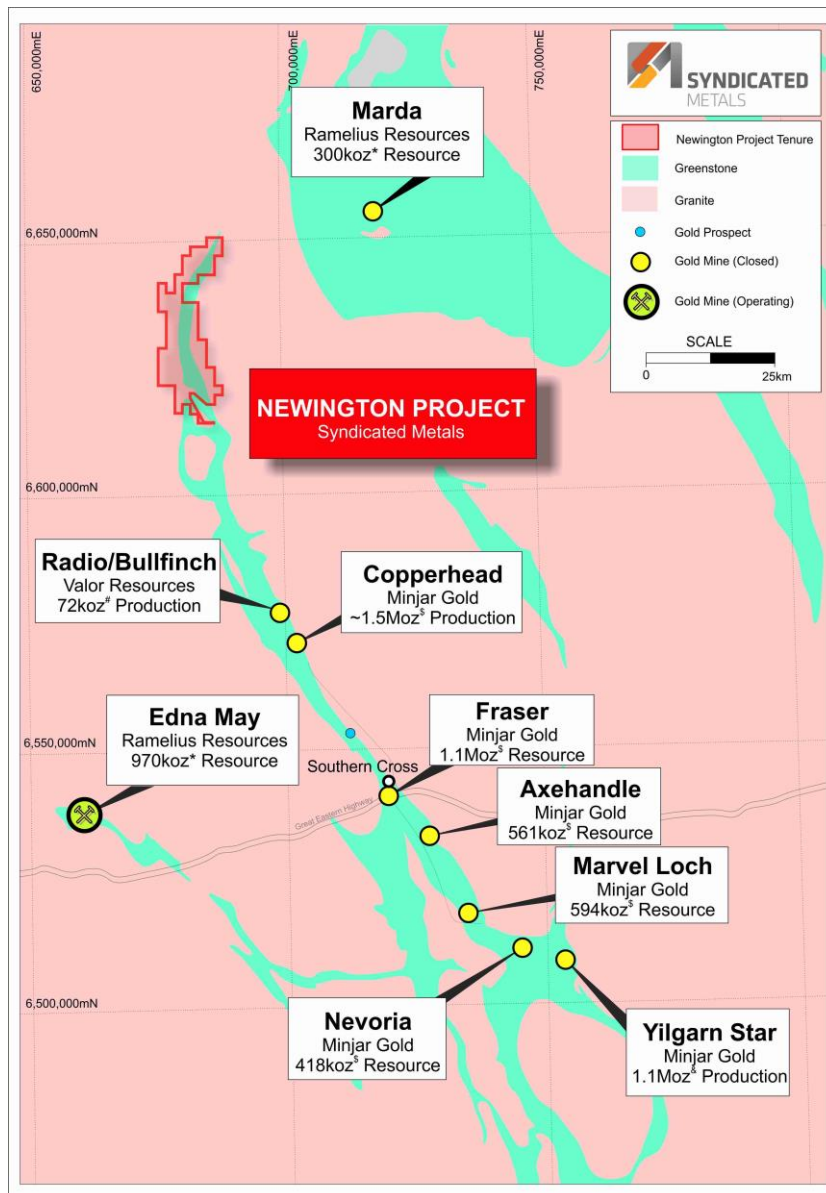 650,000mE
700,000mE
750,000mE
SYNDICATED
METALS
Newington Project Tenure
Greenstone
Granite
Gold Prospect
Gold Mine (Closed)
Gold Mine (Operating)
SCALE
0 25km
Marda
Ramelius Resources
300koz* Resource
6,650,000mN
NEWINGTON PROJECT
Syndicated Metals
6,600,000mN
Radio/Bullfinch
Valor Resources
72koz# Production
Copperhead
Minjar Gold
~1.5Moz$ Production
Edna May
Ramelius Resources
970koz* Resource
6,550,000mN
Southern Cross
Great Eastern Highway
Fraser
Minjar Gold
1.1Moz$ Resource
Axehandle
Minjar Gold
561koz$ Resource
Marvel Loch
Minjar Gold
594koz$ Resource
6,500,000mN
Nevoria
Minjar Gold
418koz$ Resource
Yilgarn Star
Minjar Gold
1.1Moz& Production